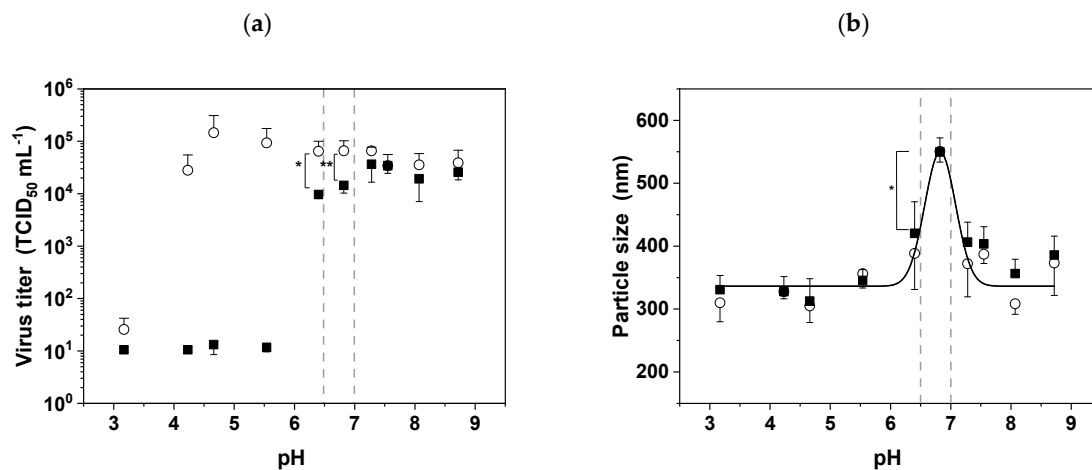 (a)
10^6
10^5
10^4
10^3
10^2
10^1
10^0
Virus titer (TCID50 mL-1)
* **
3 4 5 6 7 8 9
pH
(b)
600
500
400
300
200
Particle size (nm)
*
3 4 5 6 7 8 9
pH